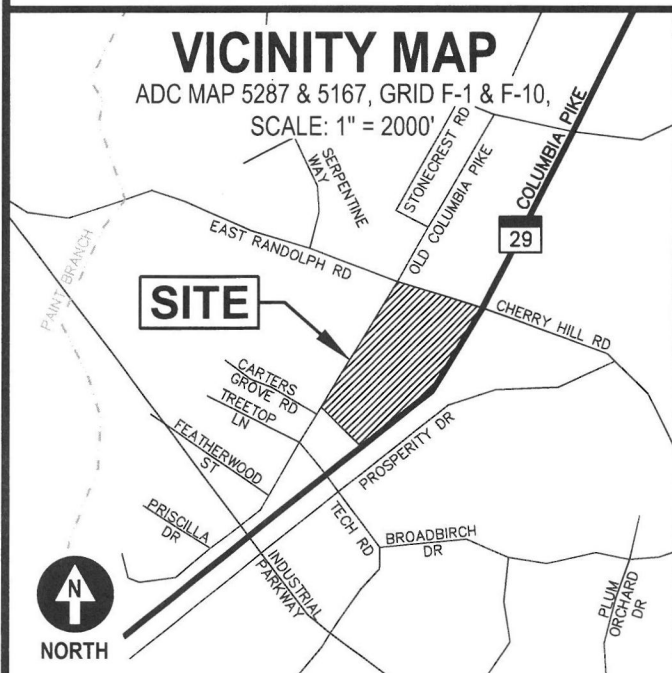 VICINITY MAP
ADC MAP 5287 & 5167, GRID F-1 & F-10,
SCALE: 1" = 2000'
SERPENTINE
WAY
STONECREST RD
OLD COLUMBIA PIKE
COLUMBIA PIKE
29
EAST RANDOLPH RD
PAINT BRANCH
SITE
CHERRY HILL RD
CARTERS
GROVE RD
TREETOP
LN
FEATHERWOOD
ST
PROSPERITY DR
PRISCILLA
DR
TECH RD
BROADBIRCH
DR
INDUSTRIAL
PARKWAY
PLUM
ORCHARD
DR
N
NORTH